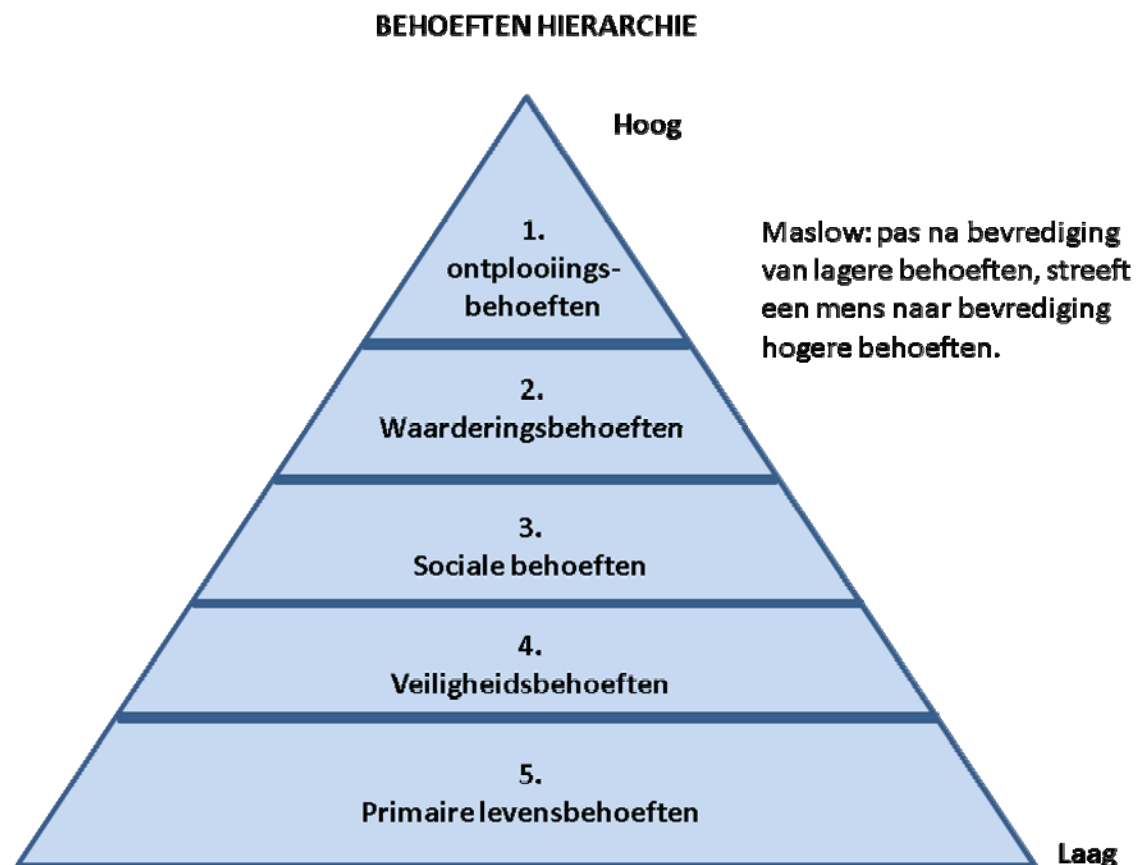 BEHOEFTEN HIERARCHIE
Hoog
1.
ontplooiings-
behoeften
Maslow: pas na bevrediging
van lagere behoeften, streeft
een mens naar bevrediging
hogere behoeften.
2.
Waarderingsbehoeften
3.
Sociale behoeften
4.
Veiligheidsbehoeften
5.
Primaire levensbehoeften
Laag